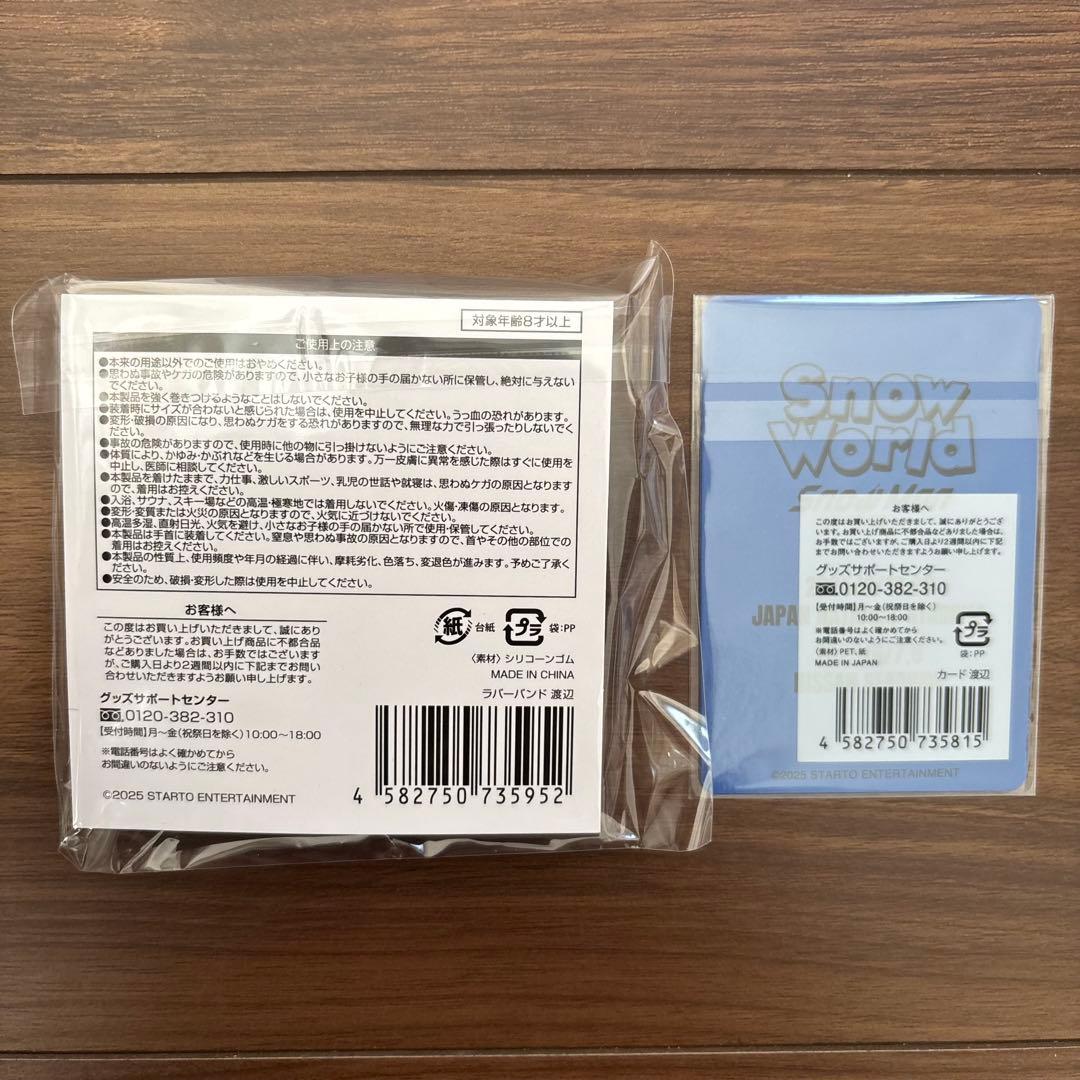 対象年齢8才以上
ご使用上の注意
●本来の用途以外でのご使用はおやめください。
●思わぬ事故やケガの危険がありますので、小さなお子様の手の届かない所に保管し、絶対に与えない
でください。
●本製品を強く巻きつけるようなことはしないでください。
●装着時にサイズが合わないと感じられた場合は、使用を中止してください。うっ血の恐れがあります。
●変形・破損の原因になり、思わぬケガをする恐れがありますので、無理な力で引っ張ったりしないでく
ださい。
●事故の危険がありますので、使用時に他の物に引っ掛けないようにご注意ください。
●体質により、かゆみ・かぶれなどを生じる場合があります。万一皮膚に異常を感じた際はすぐに使用を
中止し、医師に相談してください。
●本製品を着けたままで、力仕事、激しいスポーツ、乳児の世話や就寝は、思わぬケガの原因となります
ので、着用はお控えください。
●入浴、サウナ、スキー場などの高温・極寒地では着用しないでください。火傷・凍傷の原因となります。
●変形・変質または火災の原因となりますので、火気に近づけないでください。
●高温多湿、直射日光、火気を避け、小さなお子様の手の届かない所で使用・保管してください。
●本製品は手首に装着してください。窒息や思わぬ事故の原因となりますので、首やその他の部位での
着用はお控えください。
●本製品の性質上、使用頻度や年月の経過に伴い、摩耗劣化、色落ち、変退色が進みます。予めご了承く
ださい。
●安全のため、破損・変形した際は使用を中止してください。
お客様へ
この度はお買い上げいただきまして、誠にあり
がとうございます。お買い上げ商品に不都合品
などありました場合は、お手数ではございます
が、ご購入日より2週間以内に下記までお問い
合わせいただきますようお願い申し上げます。
グッズサポートセンター
0120-382-310
【受付時間】月〜金(祝祭日を除く)10:00〜18:00
※電話番号はよく確かめてから
お間違いのないようにご注意ください。
©2025 STARTO ENTERTAINMENT
紙 台紙 プラ 袋:PP
〈素材〉シリコーンゴム
MADE IN CHINA
ラバーバンド 渡辺
4 582750 735952
Snow
World
Snow Man
お客様へ
この度はお買い上げいただきまして、誠にありがとうござい
ます。お買い上げ商品に不都合品などありました場合は、
お手数ではございますが、ご購入日より2週間以内に下記
までお問い合わせいただきますようお願い申し上げます。
グッズサポートセンター
0120-382-310
【受付時間】月〜金(祝祭日を除く)
10:00〜18:00
※電話番号はよく確かめてから
お間違いのないようにご注意ください。
〈素材〉PET、紙
MADE IN JAPAN
プラ
袋:PP
カード 渡辺
4 582750 735815
JAPAN
©2025 STARTO ENTERTAINMENT